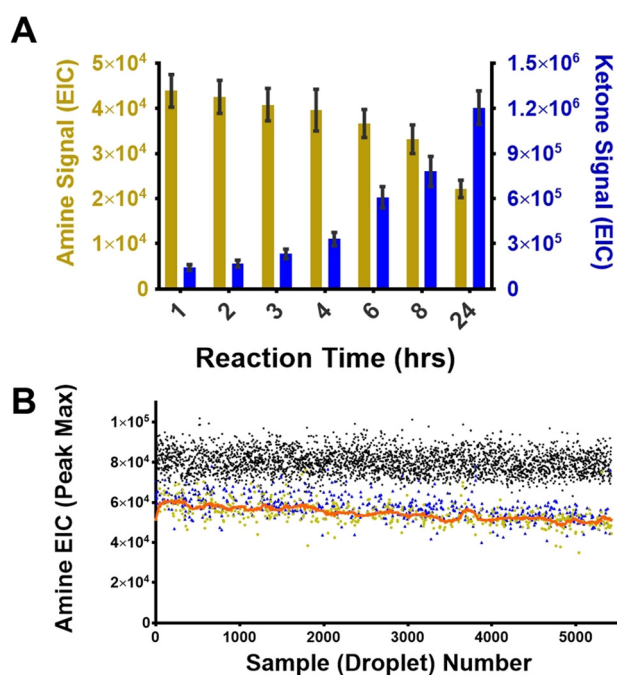 A
Amine Signal (EIC)
5×10⁴
4×10⁴
3×10⁴
2×10⁴
1×10⁴
0
1.5×10⁶
1.2×10⁶
9×10⁵
6×10⁵
3×10⁵
0
Ketone Signal
(EIC)
1 2 3 4 6 8 24
Reaction Time (hrs)
B
Amine EIC (Peak Max)
1×10⁵
8×10⁴
6×10⁴
4×10⁴
2×10⁴
0
0 1000 2000 3000 4000 5000
Sample (Droplet) Number